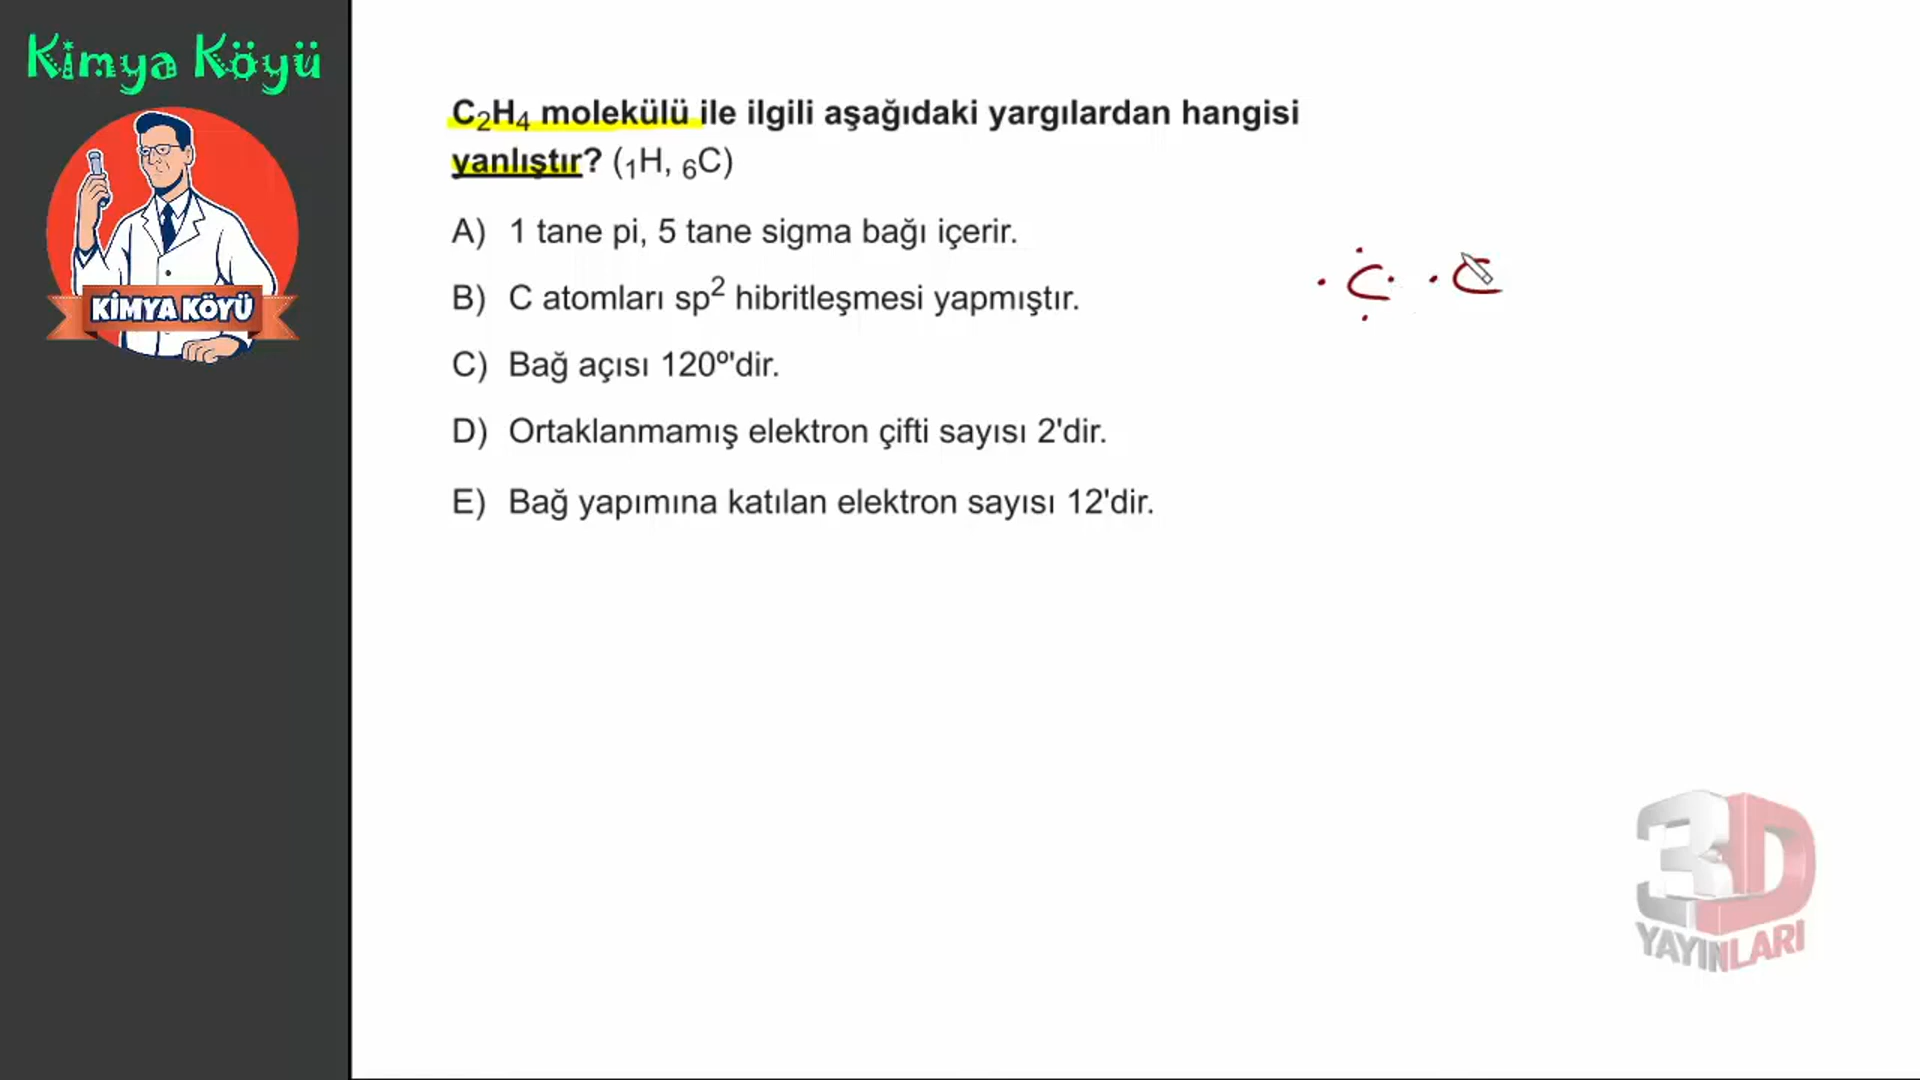 Kimya Köyü
KİMYA KÖYÜ
C₂H₄ molekülü ile ilgili aşağıdaki yargılardan hangisi
yanlıştır? (₁H, ₆C)
A) 1 tane pi, 5 tane sigma bağı içerir.
B) C atomları sp² hibritleşmesi yapmıştır.
C) Bağ açısı 120º'dir.
D) Ortaklanmamış elektron çifti sayısı 2'dir.
E) Bağ yapımına katılan elektron sayısı 12'dir.
C C
3D
YAYINLARI